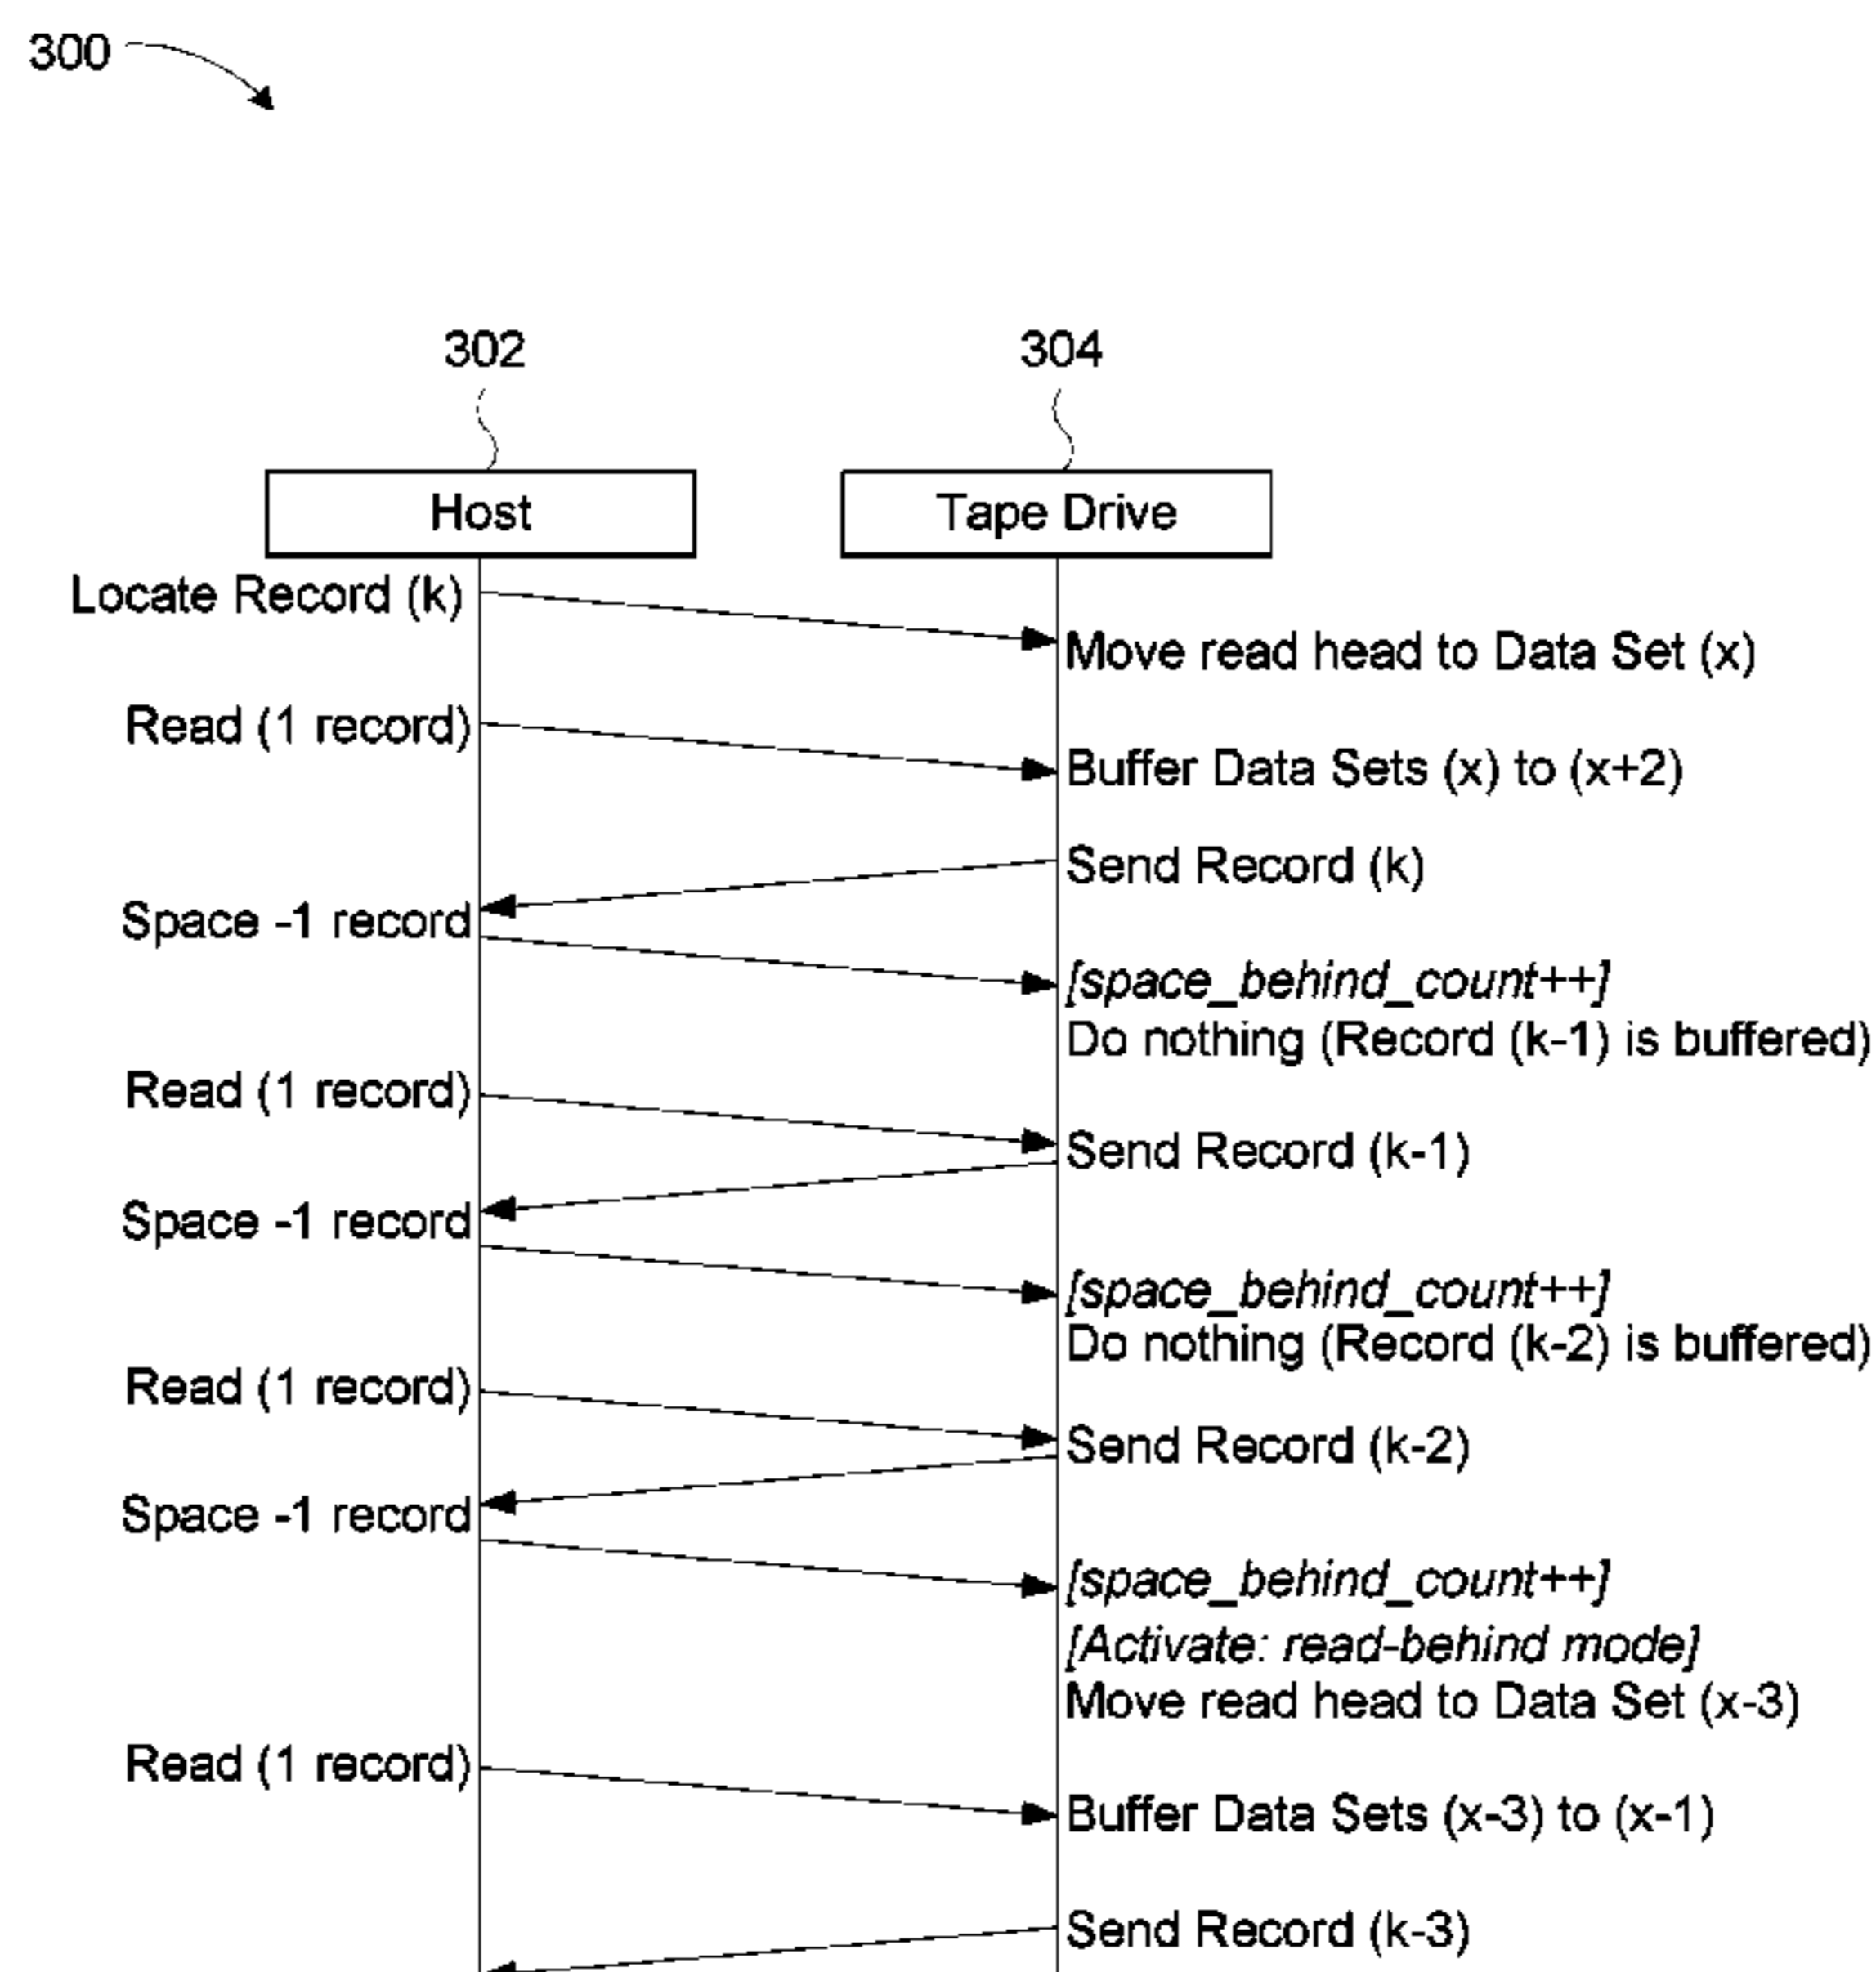 300
302
304
Host
Tape Drive
Locate Record (k)
Move read head to Data Set (x)
Read (1 record)
Buffer Data Sets (x) to (x+2)
Send Record (k)
Space -1 record
[space_behind_count++]
Do nothing (Record (k-1) is buffered)
Read (1 record)
Send Record (k-1)
Space -1 record
[space_behind_count++]
Do nothing (Record (k-2) is buffered)
Read (1 record)
Send Record (k-2)
Space -1 record
[space_behind_count++]
[Activate: read-behind mode]
Move read head to Data Set (x-3)
Read (1 record)
Buffer Data Sets (x-3) to (x-1)
Send Record (k-3)